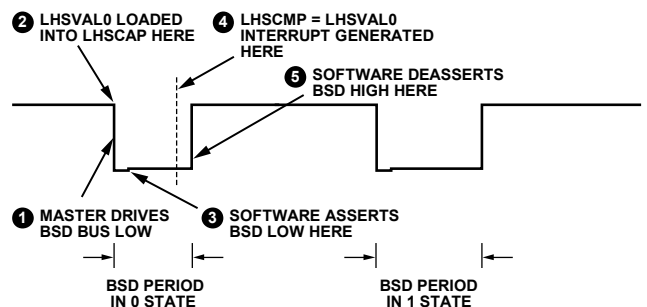 2 LHSVAL0 LOADED
INTO LHSCAP HERE
4 LHSCMP = LHSVAL0
INTERRUPT GENERATED
HERE
5 SOFTWARE DEASSERTS
BSD HIGH HERE
1 MASTER DRIVES
BSD BUS LOW
3 SOFTWARE ASSERTS
BSD LOW HERE
BSD PERIOD
IN 0 STATE
BSD PERIOD
IN 1 STATE